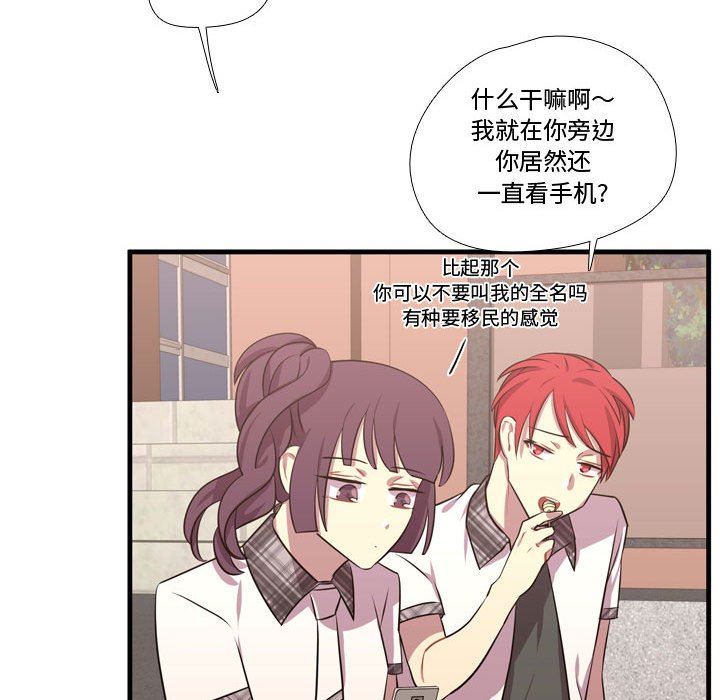 什么干嘛啊～
我就在你旁边
你居然还
一直看手机?
比起那个
你可以不要叫我的全名吗
有种要移民的感觉